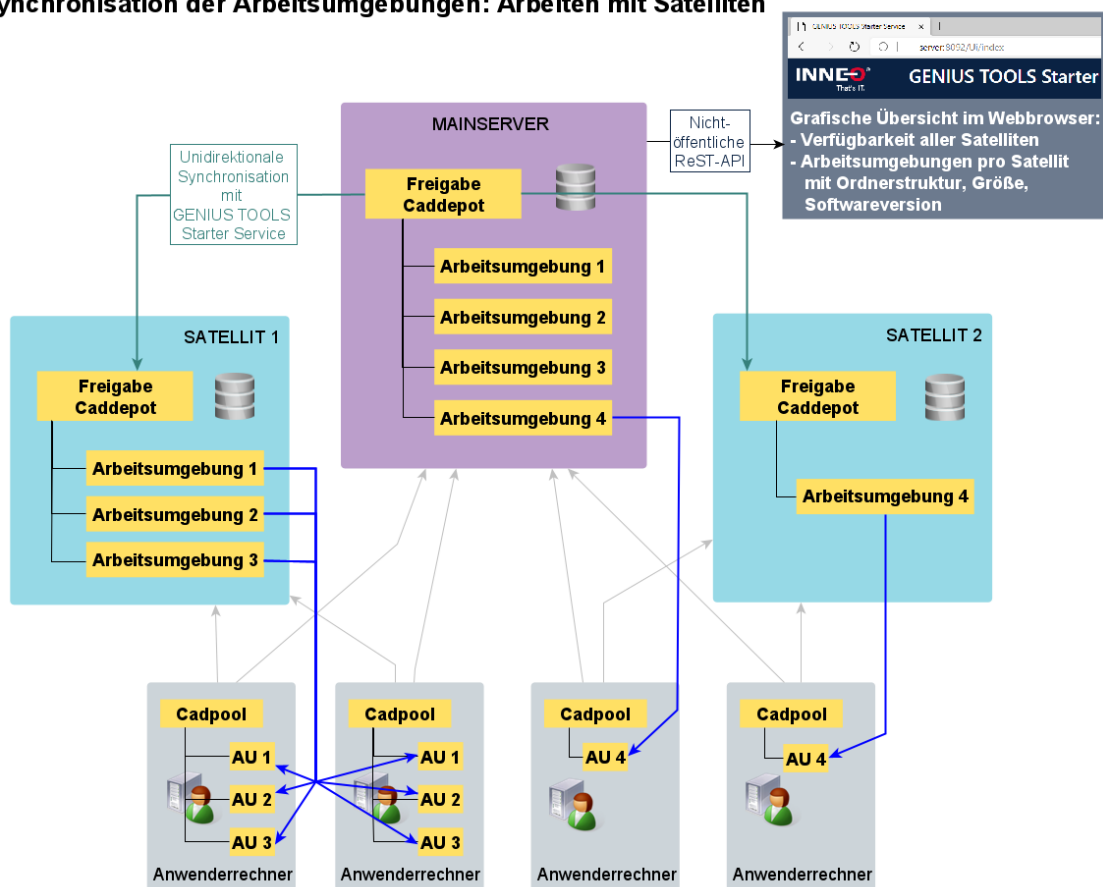 ynchronisation der Arbeitsumgebungen: Arbeiten mit Satelliten
GENIUS TOOLS Starter Service
server:8092/Ui/index
INNEO
That's IT.
GENIUS TOOLS Starter
Grafische Übersicht im Webbrowser:
- Verfügbarkeit aller Satelliten
- Arbeitsumgebungen pro Satellit
mit Ordnerstruktur, Größe,
Softwareversion
Nicht-
öffentliche
ReST-API
MAINSERVER
Freigabe
Caddepot
Arbeitsumgebung 1
Arbeitsumgebung 2
Arbeitsumgebung 3
Arbeitsumgebung 4
Unidirektionale
Synchronisation
mit
GENIUS TOOLS
Starter Service
SATELLIT 1
Freigabe
Caddepot
Arbeitsumgebung 1
Arbeitsumgebung 2
Arbeitsumgebung 3
SATELLIT 2
Freigabe
Caddepot
Arbeitsumgebung 4
Cadpool
AU 1
AU 2
AU 3
Anwenderrechner
Cadpool
AU 1
AU 2
AU 3
Anwenderrechner
Cadpool
AU 4
Anwenderrechner
Cadpool
AU 4
Anwenderrechner